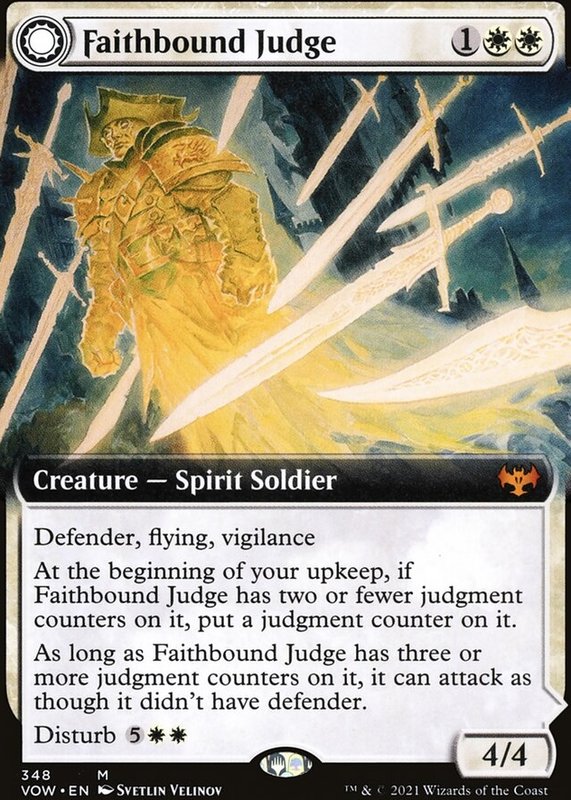 Faithbound Judge 1
Creature — Spirit Soldier
Defender, flying, vigilance
At the beginning of your upkeep, if
Faithbound Judge has two or fewer judgment
counters on it, put a judgment counter on it.
As long as Faithbound Judge has three or
more judgment counters on it, it can attack as
though it didn't have defender.
Disturb 5
4/4
348 M
VOW • EN Svetlin Velinov
™ & © 2021 Wizards of the Coast